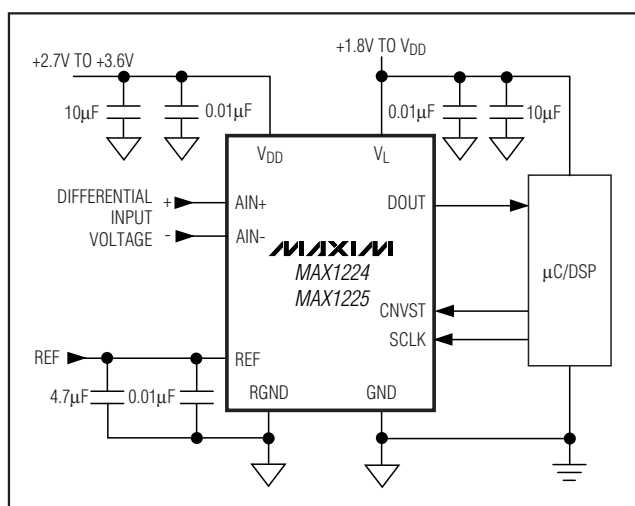 +2.7V TO +3.6V
+1.8V TO VDD
10µF
0.01µF
0.01µF
10µF
VDD
VL
DIFFERENTIAL
INPUT
VOLTAGE
+
-
AIN+
AIN-
DOUT
MAXIM
MAX1224
MAX1225
µC/DSP
CNVST
SCLK
REF
REF
4.7µF
0.01µF
RGND
GND